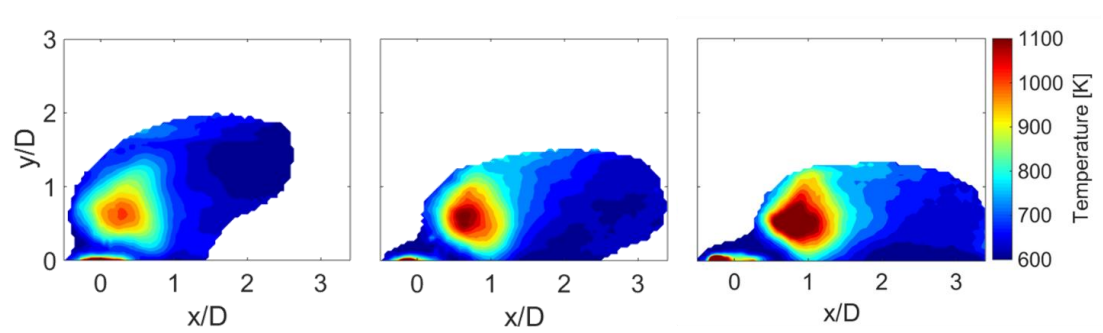 3
2
1
0
y/D
0 1 2 3
x/D
0 1 2 3
x/D
0 1 2 3
x/D
1100
1000
900
800
700
600
Temperature [K]